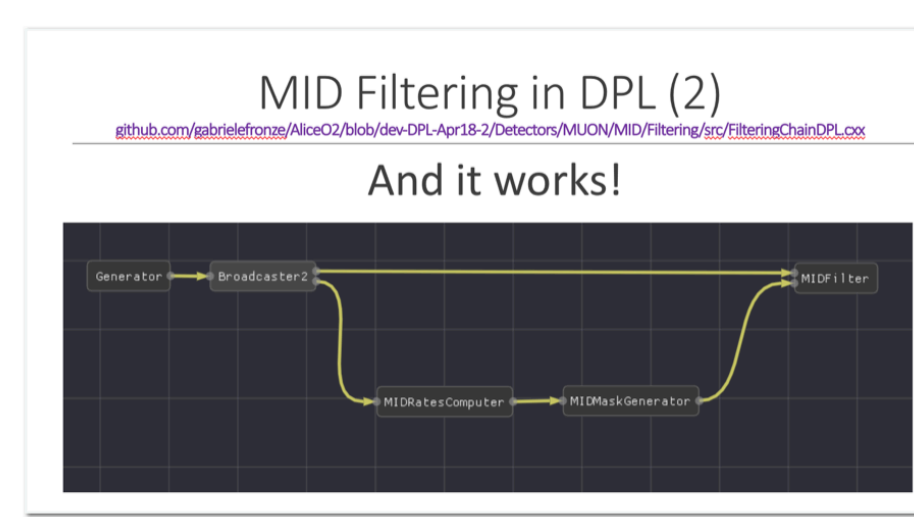 MID Filtering in DPL (2)
github.com/gabrielefronze/AliceO2/blob/dev-DPL-Apr18-2/Detectors/MUON/MID/Filtering/src/FilteringChainDPL.cxx
And it works!
Generator
Broadcaster2
MIDFilter
MIDRatesComputer
MIDMaskGenerator